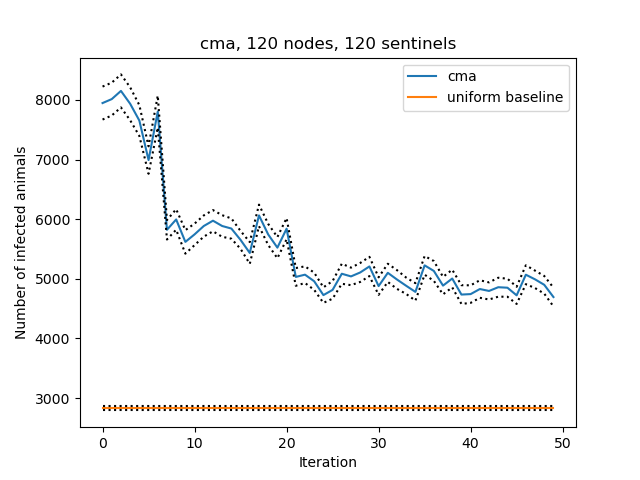 cma, 120 nodes, 120 sentinels
cma
uniform baseline
Number of infected animals
8000
7000
6000
5000
4000
3000
0 10 20 30 40 50
Iteration